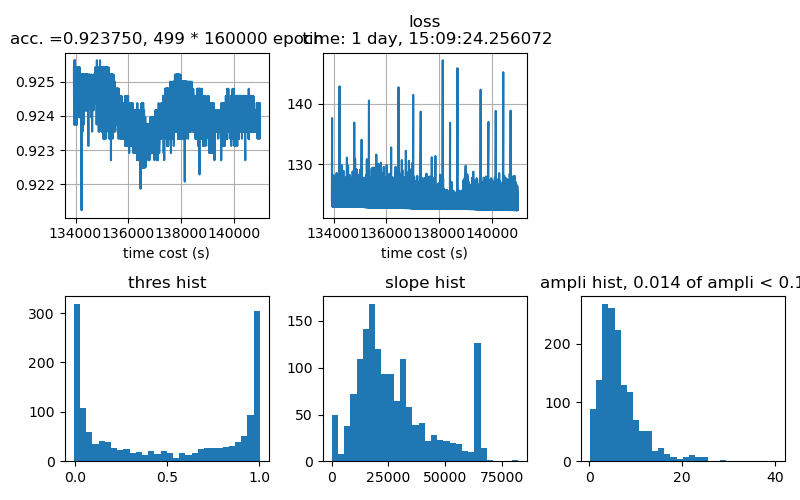 acc. =0.923750, 499 * 160000 epoch
loss
time: 1 day, 15:09:24.256072
0.925
0.924
0.923
0.922
134000 136000 138000 140000
time cost (s)
140
130
134000 136000 138000 140000
time cost (s)
thres hist
300
200
100
0
0.0 0.5 1.0
slope hist
150
100
50
0
0 25000 50000 75000
ampli hist, 0.014 of ampli < 0.1
200
100
0
0 20 40